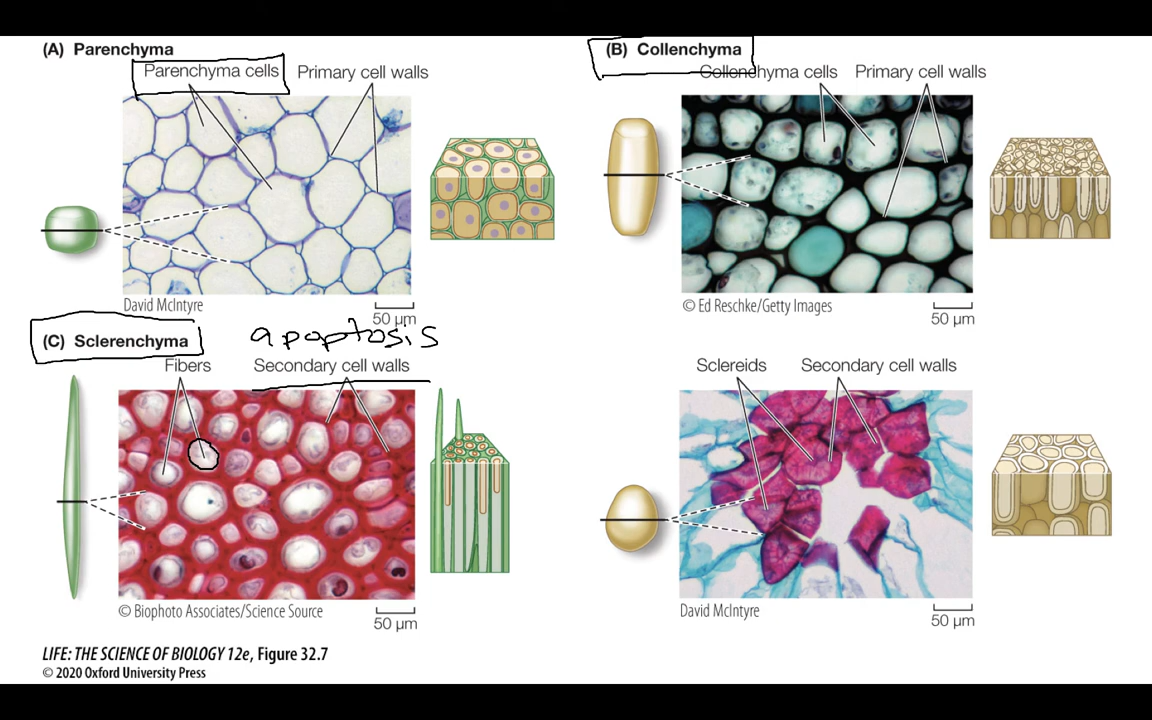 (A) Parenchyma
Parenchyma cells
Primary cell walls
David McIntyre
50 µm
(B) Collenchyma
Collenchyma cells
Primary cell walls
© Ed Reschke/Getty Images
50 µm
(C) Sclerenchyma
apoptosis
Fibers
Secondary cell walls
© Biophoto Associates/Science Source
50 µm
Sclereids
Secondary cell walls
David McIntyre
50 µm
LIFE: THE SCIENCE OF BIOLOGY 12e, Figure 32.7
© 2020 Oxford University Press